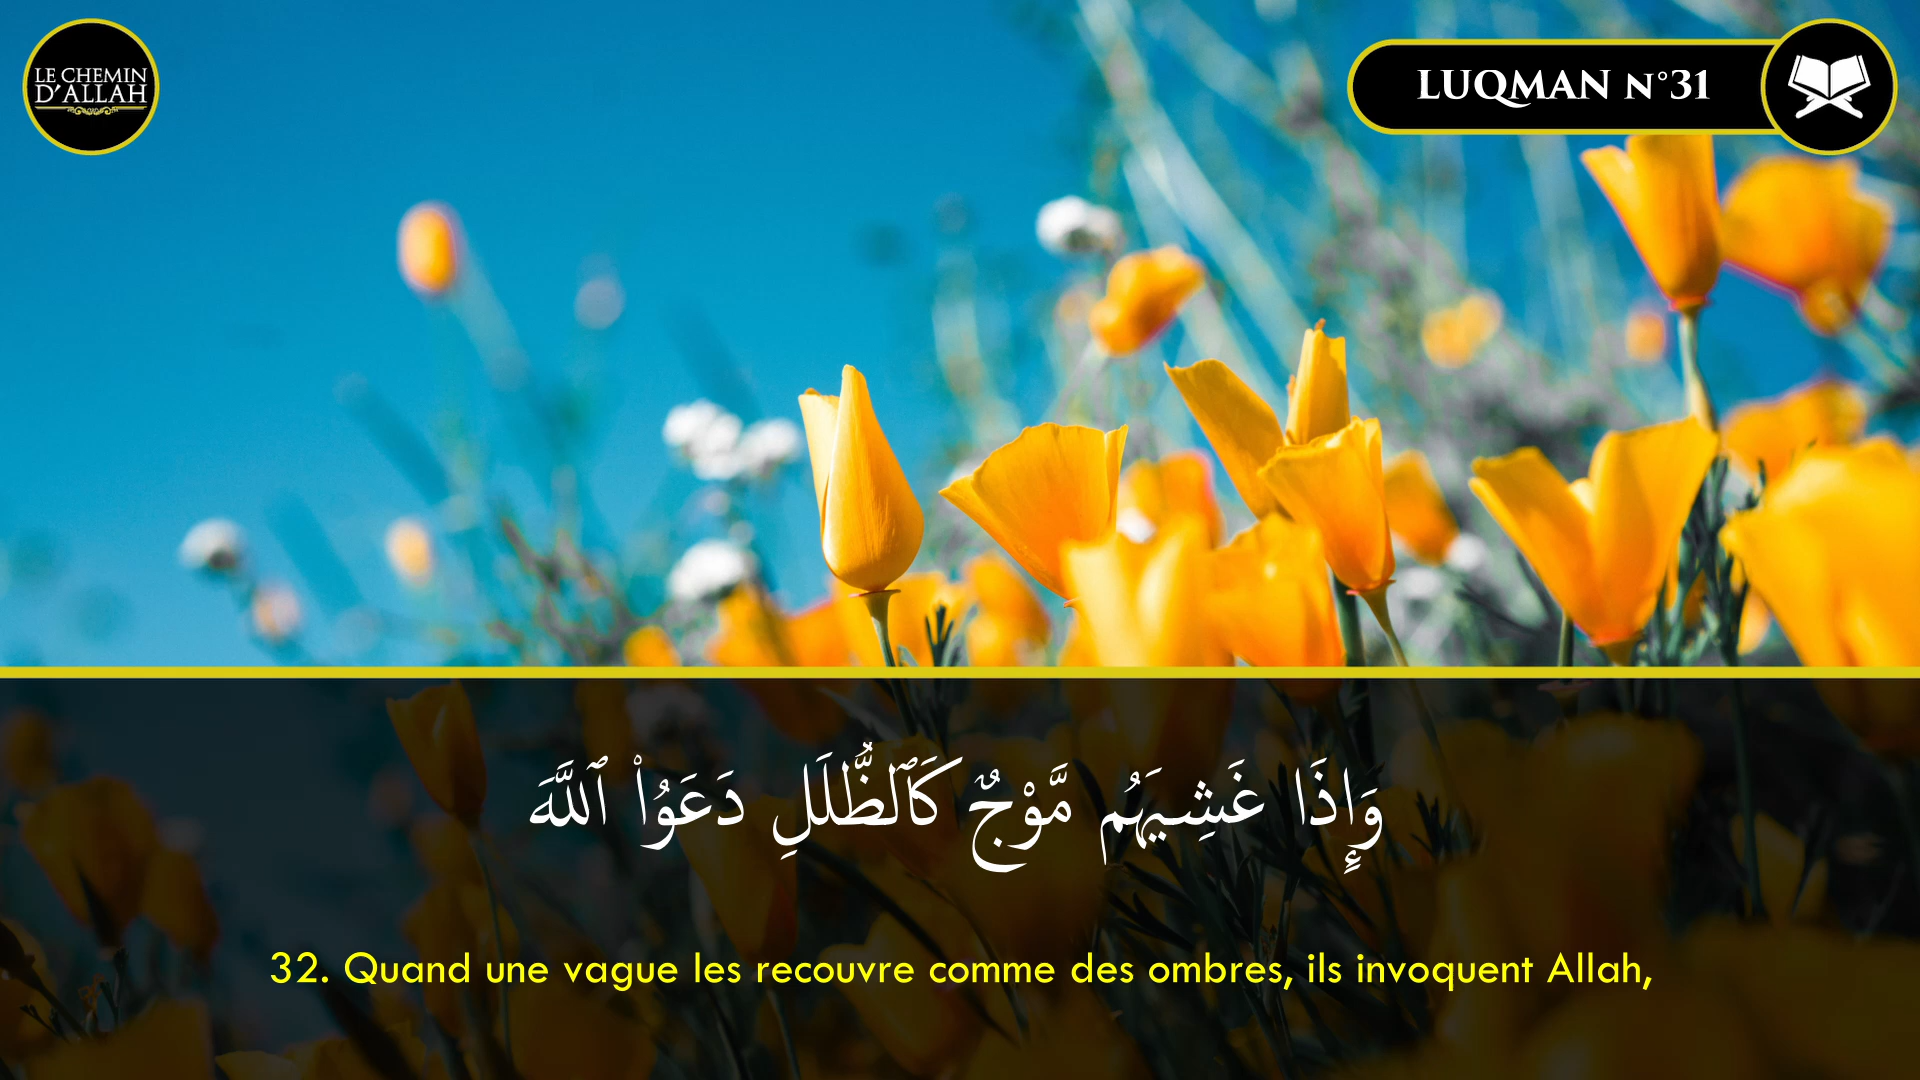 LE CHEMIN
D'ALLAH
LUQMAN N°31
وَإِذَا غَشِيَهُم مَّوْجٌ كَٱلظُّلَلِ دَعَوُا۟ ٱللَّهَ
32. Quand une vague les recouvre comme des ombres, ils invoquent Allah,